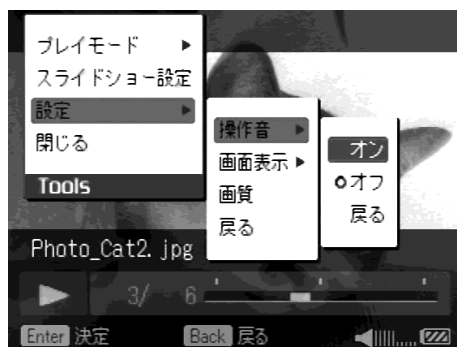 プレイモード
スライドショー設定
設定
閉じる
Tools
操作音
画面表示
画質
戻る
オン
オフ
戻る
Photo_Cat2.jpg
3/ 6
Enter 決定 Back 戻る